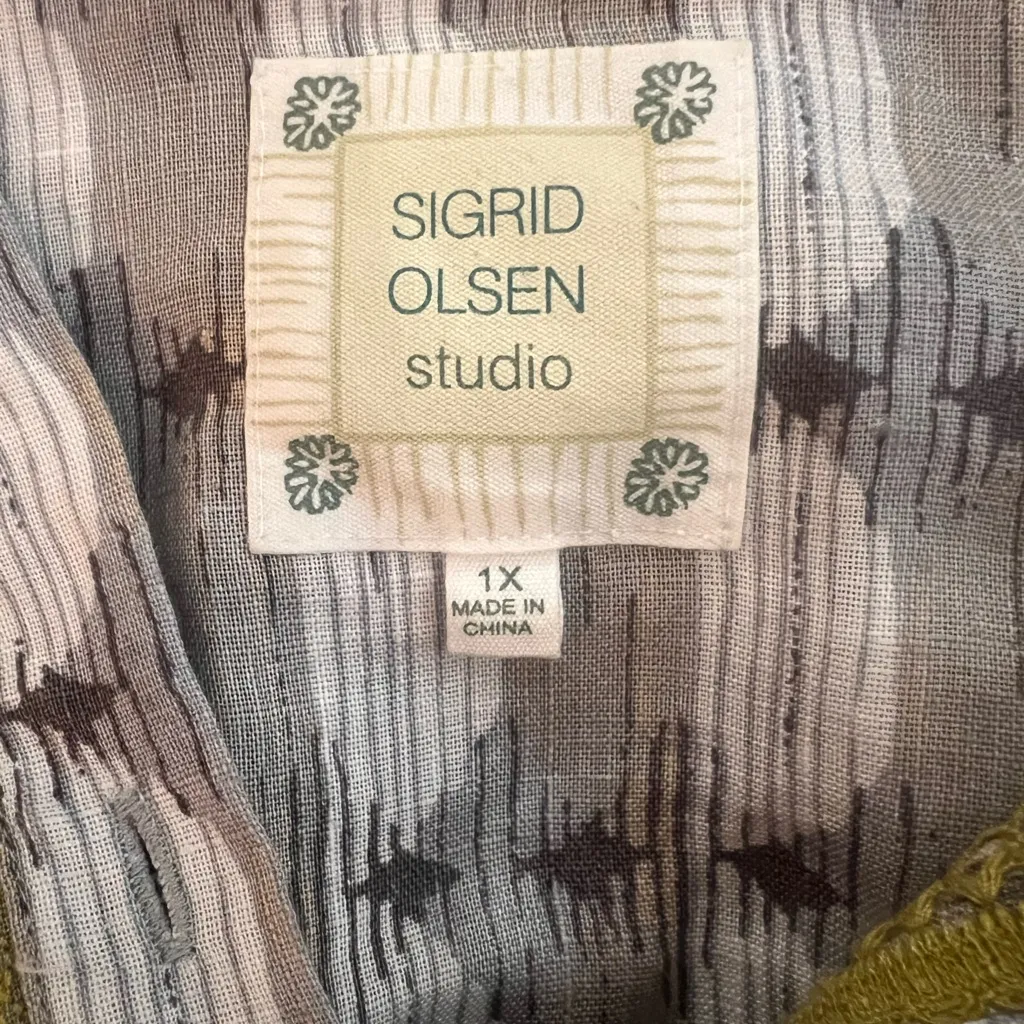 SIGRID
OLSEN
studio
1X
MADE IN
CHINA